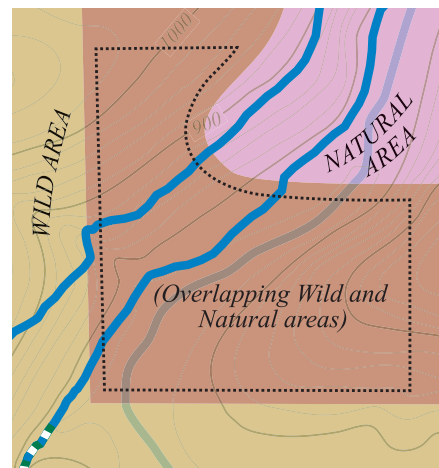 1000
900
NATURAL
AREA
WILD AREA
(Overlapping Wild and
Natural areas)